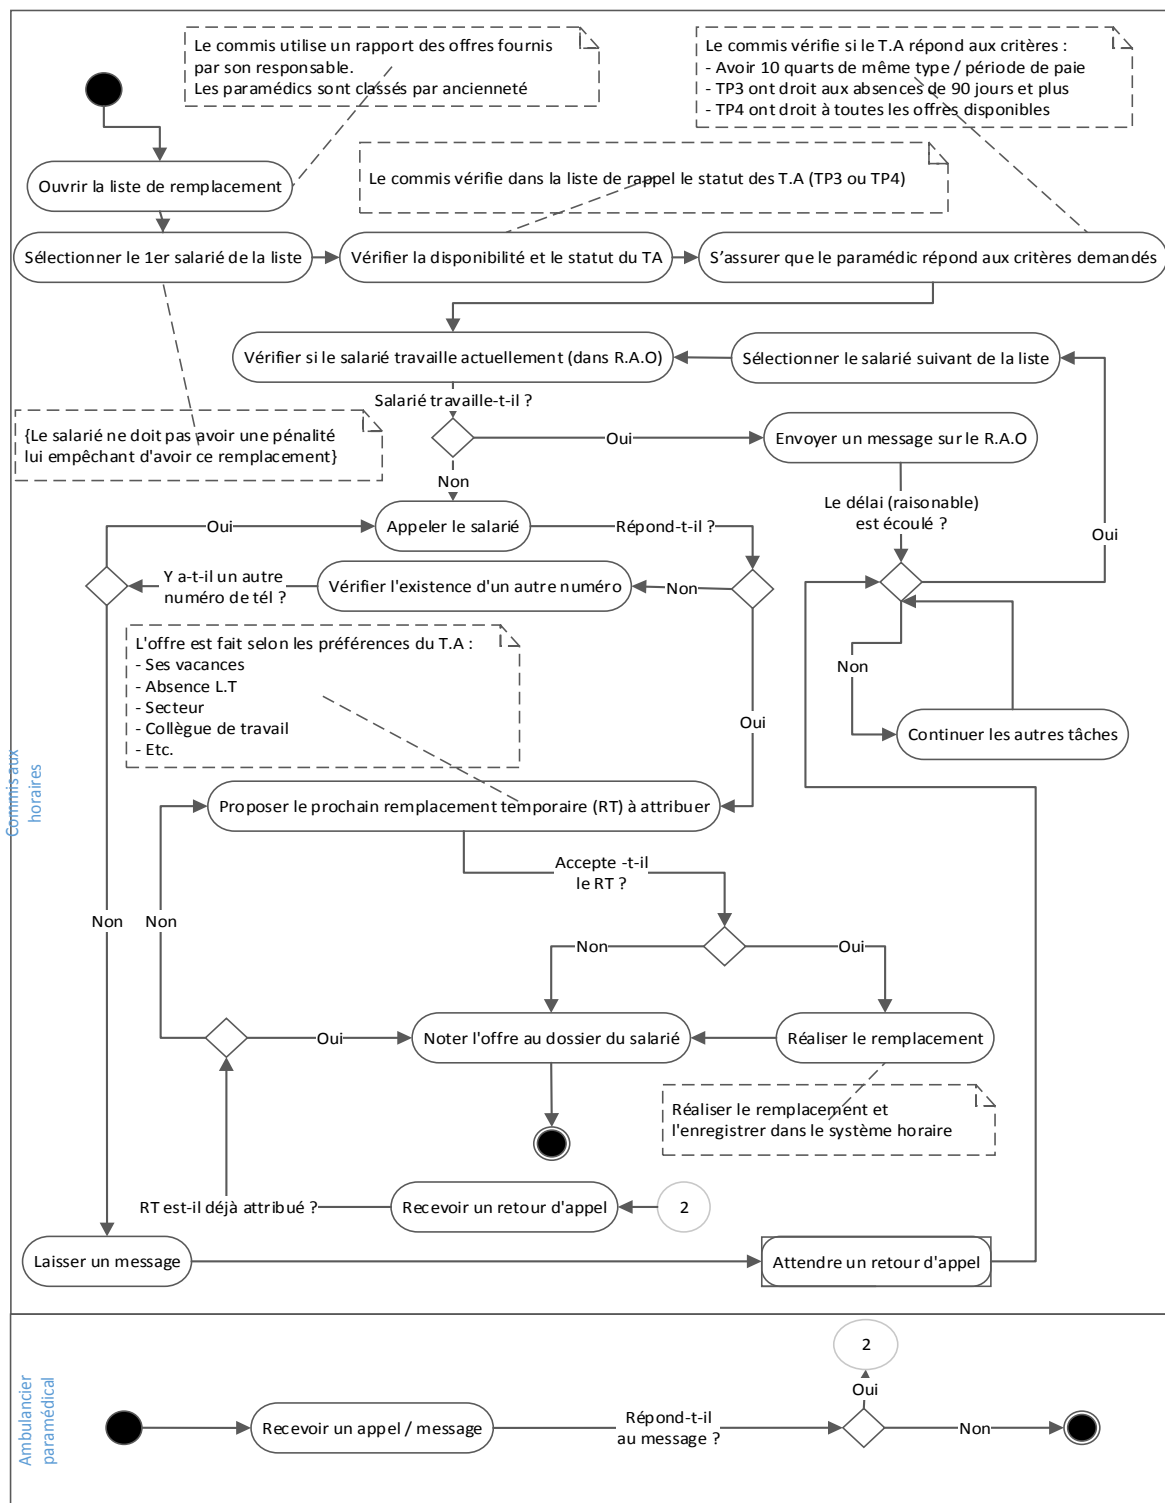 Le commis utilise un rapport des offres fournis
par son responsable.
Les paramédics sont classés par ancienneté
Le commis vérifie si le T.A répond aux critères :
- Avoir 10 quarts de même type / période de paie
- TP3 ont droit aux absences de 90 jours et plus
- TP4 ont droit à toutes les offres disponibles
Ouvrir la liste de remplacement
Le commis vérifie dans la liste de rappel le statut des T.A (TP3 ou TP4)
Sélectionner le 1er salarié de la liste
Vérifier la disponibilité et le statut du TA
S'assurer que le paramédic répond aux critères demandés
Vérifier si le salarié travaille actuellement (dans R.A.O)
Sélectionner le salarié suivant de la liste
Salarié travaille-t-il ?
{Le salarié ne doit pas avoir une pénalité
lui empêchant d'avoir ce remplacement}
Oui
Envoyer un message sur le R.A.O
Non
Le délai (raisonable)
est écoulé ?
Oui
Appeler le salarié
Répond-t-il ?
Oui
Y a-t-il un autre
numéro de tél ?
Vérifier l'existence d'un autre numéro
Non
L'offre est fait selon les préférences du T.A :
- Ses vacances
- Absence L.T
- Secteur
- Collègue de travail
- Etc.
Non
Oui
Continuer les autres tâches
Commis aux
horaires
Proposer le prochain remplacement temporaire (RT) à attribuer
Accepte -t-il
le RT ?
Non
Non
Non
Oui
Oui
Noter l'offre au dossier du salarié
Réaliser le remplacement
Réaliser le remplacement et
l'enregistrer dans le système horaire
RT est-il déjà attribué ?
Recevoir un retour d'appel
2
Laisser un message
Attendre un retour d'appel
2
Ambulancier
paramédical
Oui
Recevoir un appel / message
Répond-t-il
au message ?
Non